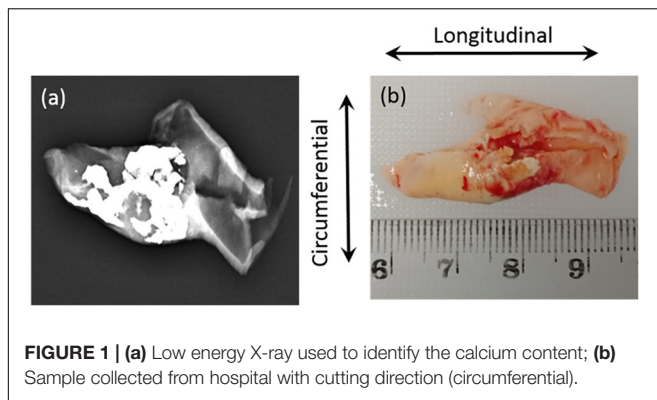 Longitudinal
(a)
Circumferential
(b)
6 7 8 9
FIGURE 1 | (a) Low energy X-ray used to identify the calcium content; (b)
Sample collected from hospital with cutting direction (circumferential).